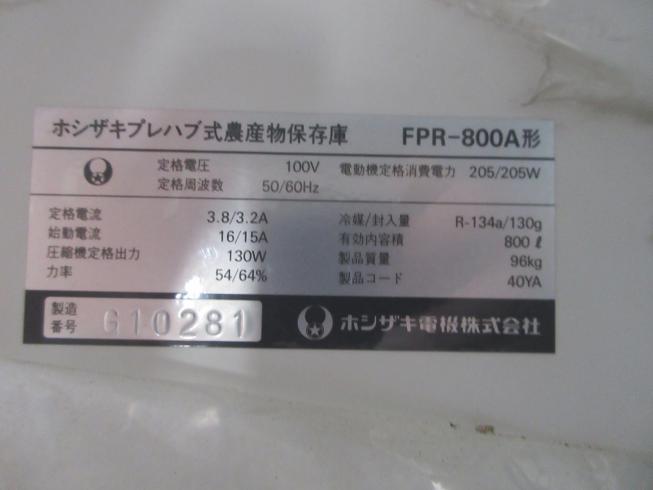 ホシザキプレハブ式農産物保存庫 FPR-800A形
定格電圧 100V 電動機定格消費電力 205/205W
定格周波数 50/60Hz
定格電流 3.8/3.2A 冷媒/封入量 R-134a/130g
始動電流 16/15A 有効内容積 800ℓ
圧縮機定格出力 130W 製品質量 96kg
力率 54/64% 製品コード 40YA
製造
番号 G10281 ホシザキ電機株式会社